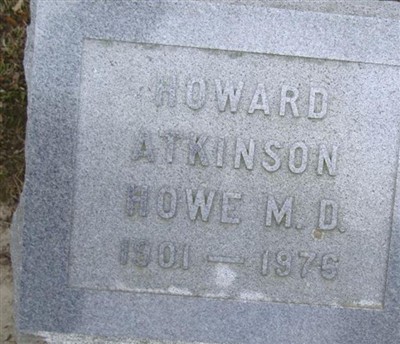 HOWARD
ATKINSON
HOWE M. D.
1901 — 1976